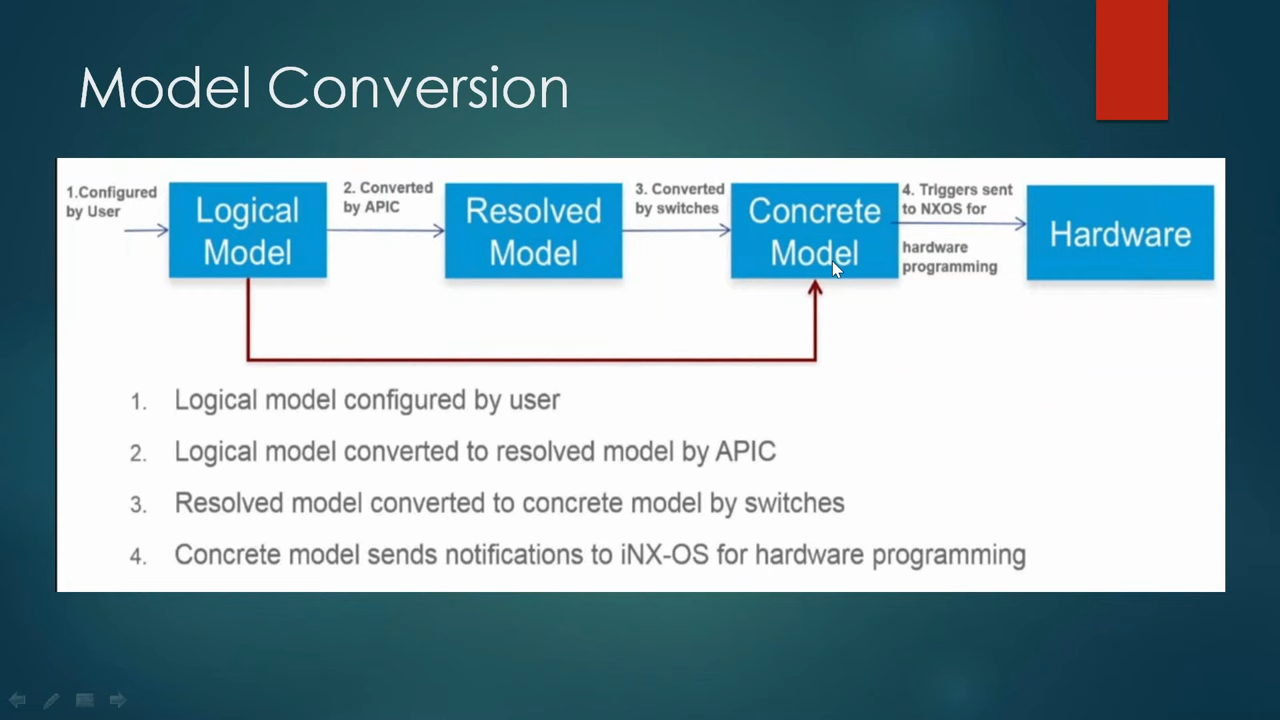 Model Conversion
1.Configured
by User
Logical
Model
2. Converted
by APIC
Resolved
Model
3. Converted
by switches
Concrete
Model
4. Triggers sent
to NXOS for
hardware
programming
Hardware
1. Logical model configured by user
2. Logical model converted to resolved model by APIC
3. Resolved model converted to concrete model by switches
4. Concrete model sends notifications to iNX-OS for hardware programming